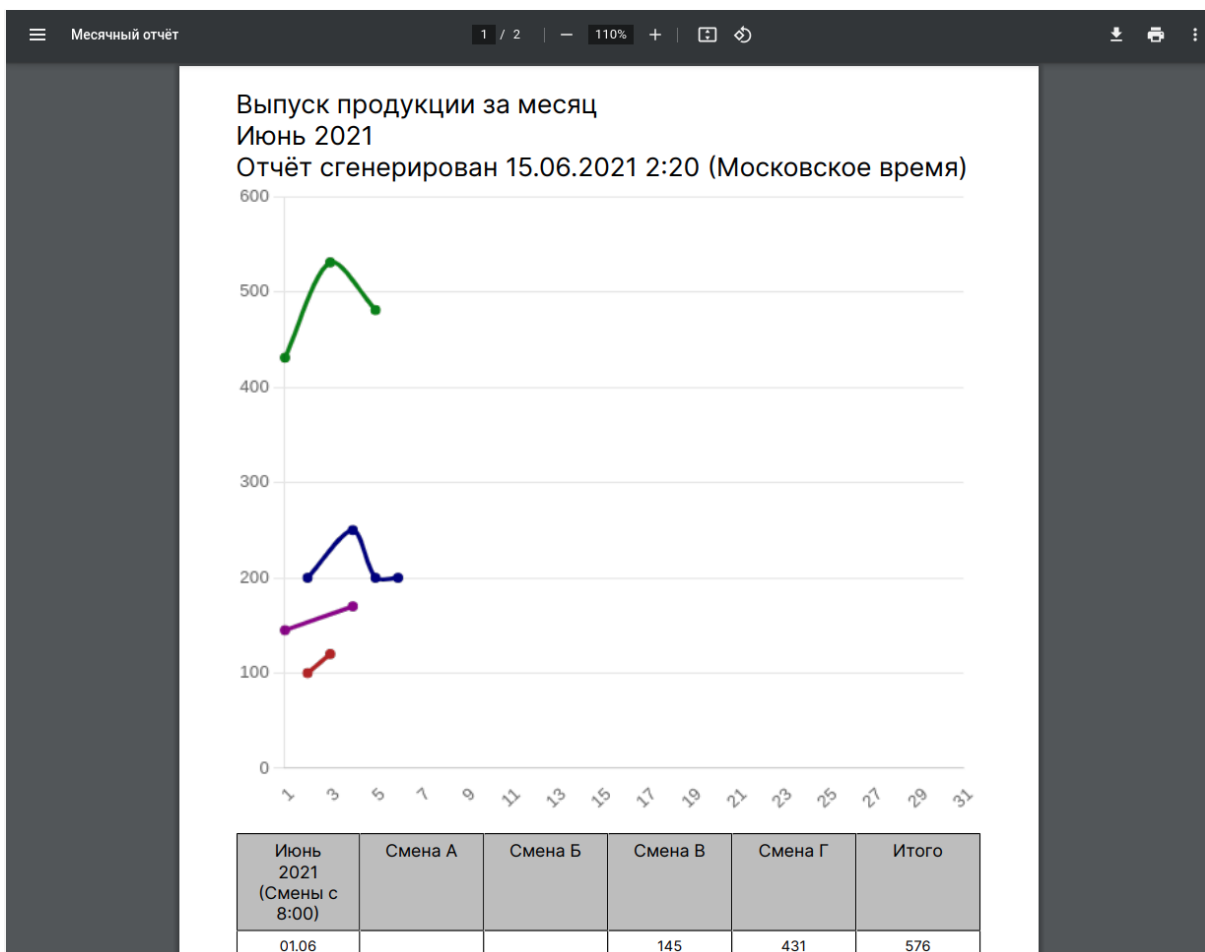 Месячный отчёт
1 / 2
110%
Выпуск продукции за месяц
Июнь 2021
Отчёт сгенерирован 15.06.2021 2:20 (Московское время)
600
500
400
300
200
100
0
1 3 5 7 9 11 13 15 17 19 21 23 25 27 29 31
Июнь 2021 (Смены с 8:00) Смена А Смена Б Смена В Смена Г Итого
01.06 145 431 576